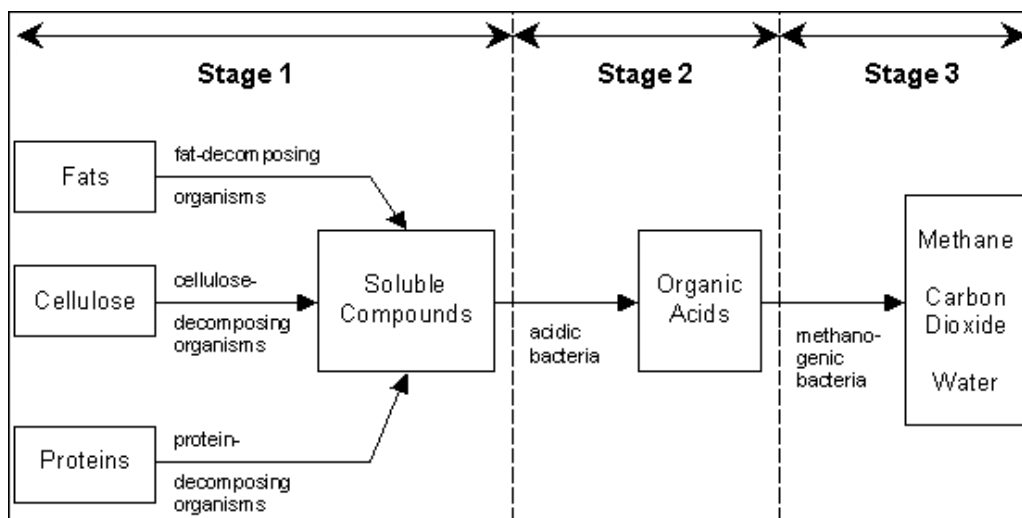 Stage 1
Stage 2
Stage 3
Fats
fat-decomposing
organisms
Cellulose
cellulose-
decomposing
organisms
Proteins
protein-
decomposing
organisms
Soluble
Compounds
acidic
bacteria
Organic
Acids
methano-
genic
bacteria
Methane
Carbon
Dioxide
Water